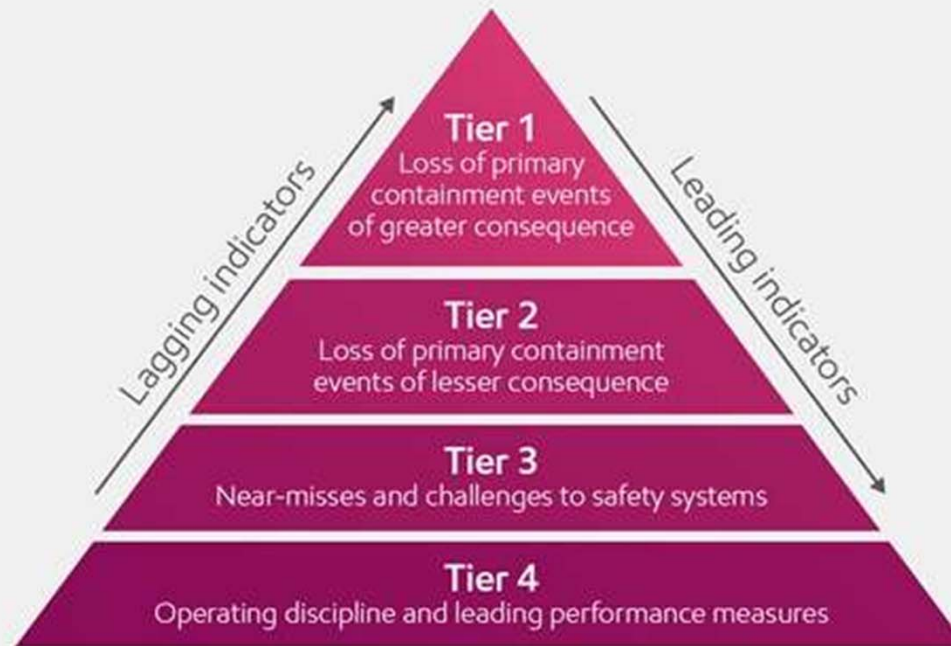 Tier 1
Loss of primary
containment events
of greater consequence
Lagging indicators
Leading indicators
Tier 2
Loss of primary containment
events of lesser consequence
Tier 3
Near-misses and challenges to safety systems
Tier 4
Operating discipline and leading performance measures